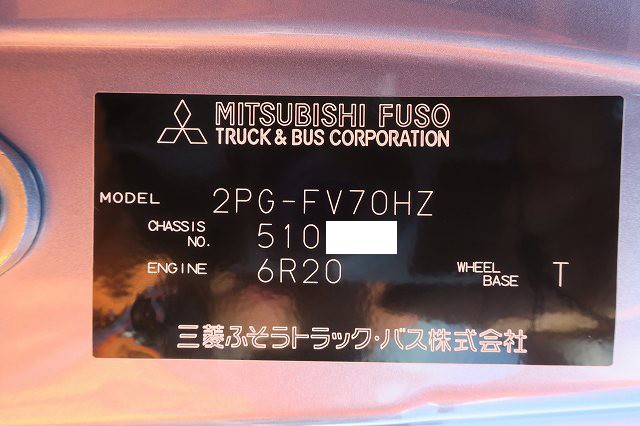 MITSUBISHI FUSO
TRUCK & BUS CORPORATION
MODEL 2PG-FV70HZ
CHASSIS NO. 510
ENGINE 6R20 WHEEL BASE T
三菱ふそうトラック・バス株式会社